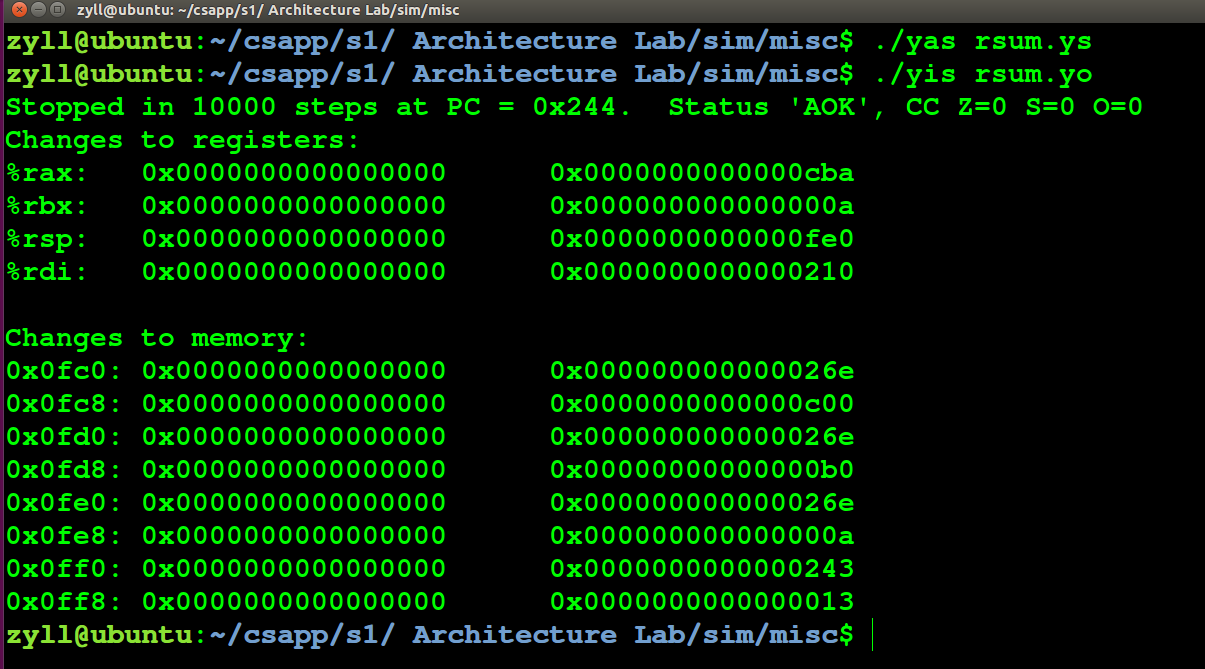 zyll@ubuntu: ~/csapp/s1/ Architecture Lab/sim/misc
zyll@ubuntu:~/csapp/s1/ Architecture Lab/sim/misc$ ./yas rsum.ys
zyll@ubuntu:~/csapp/s1/ Architecture Lab/sim/misc$ ./yis rsum.yo
Stopped in 10000 steps at PC = 0x244.  Status 'AOK', CC Z=0 S=0 O=0
Changes to registers:
%rax:   0x0000000000000000      0x0000000000000cba
%rbx:   0x0000000000000000      0x000000000000000a
%rsp:   0x0000000000000000      0x0000000000000fe0
%rdi:   0x0000000000000000      0x0000000000000210
Changes to memory:
0x0fc0: 0x0000000000000000      0x000000000000026e
0x0fc8: 0x0000000000000000      0x0000000000000c00
0x0fd0: 0x0000000000000000      0x000000000000026e
0x0fd8: 0x0000000000000000      0x00000000000000b0
0x0fe0: 0x0000000000000000      0x000000000000026e
0x0fe8: 0x0000000000000000      0x000000000000000a
0x0ff0: 0x0000000000000000      0x0000000000000243
0x0ff8: 0x0000000000000000      0x0000000000000013
zyll@ubuntu:~/csapp/s1/ Architecture Lab/sim/misc$